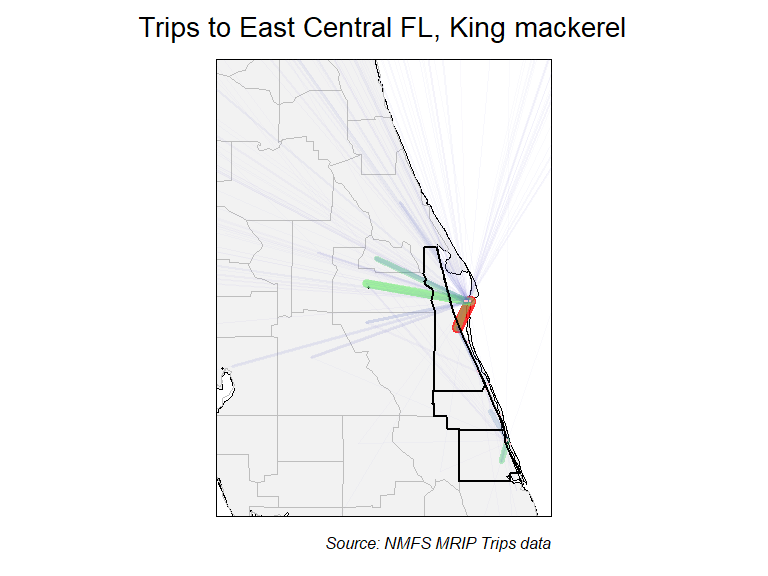 Trips to East Central FL, King mackerel
Source: NMFS MRIP Trips data